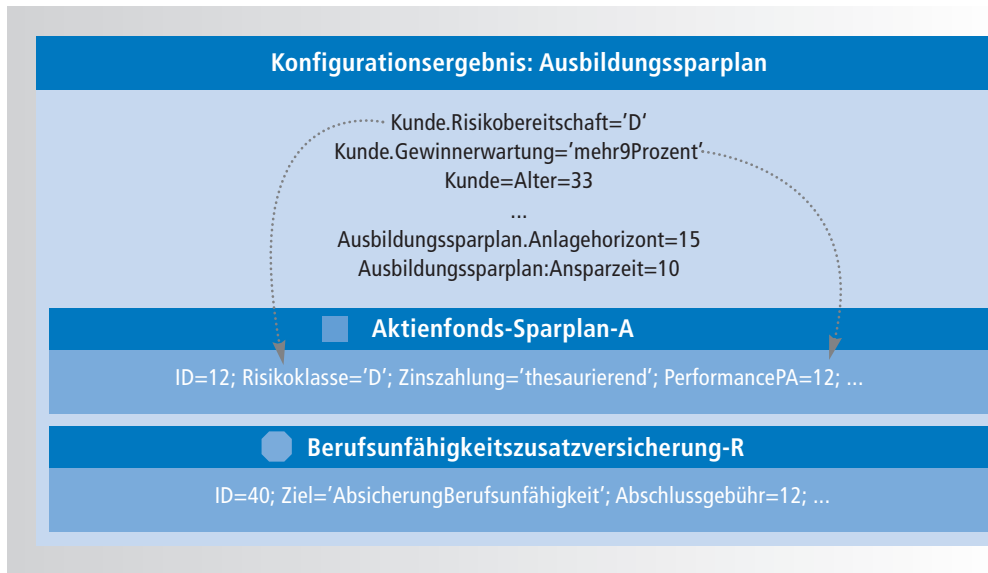 Konfigurationsergebnis: Ausbildungssparplan
Kunde.Risikobereitschaft=’D’
Kunde.Gewinnerwartung=’mehr9Prozent’
Kunde=Alter=33
...
Ausbildungssparplan.Anlagehorizont=15
Ausbildungssparplan:Ansparzeit=10
Aktienfonds-Sparplan-A
ID=12; Risikoklasse=’D’; Zinszahlung=’thesaurierend’; PerformancePA=12; ...
Berufsunfähigkeitszusatzversicherung-R
ID=40; Ziel=’AbsicherungBerufsunfähigkeit’; Abschlussgebühr=12; ...